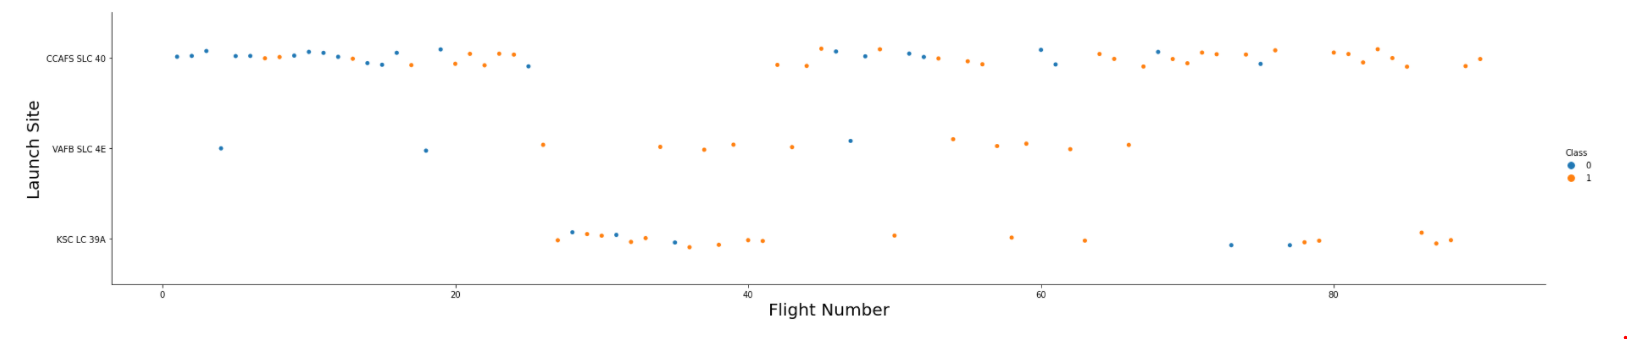 Launch Site
CCAFS SLC 40
VAFB SLC 4E
KSC LC 39A
0
20
40
60
80
Flight Number
Class
0
1